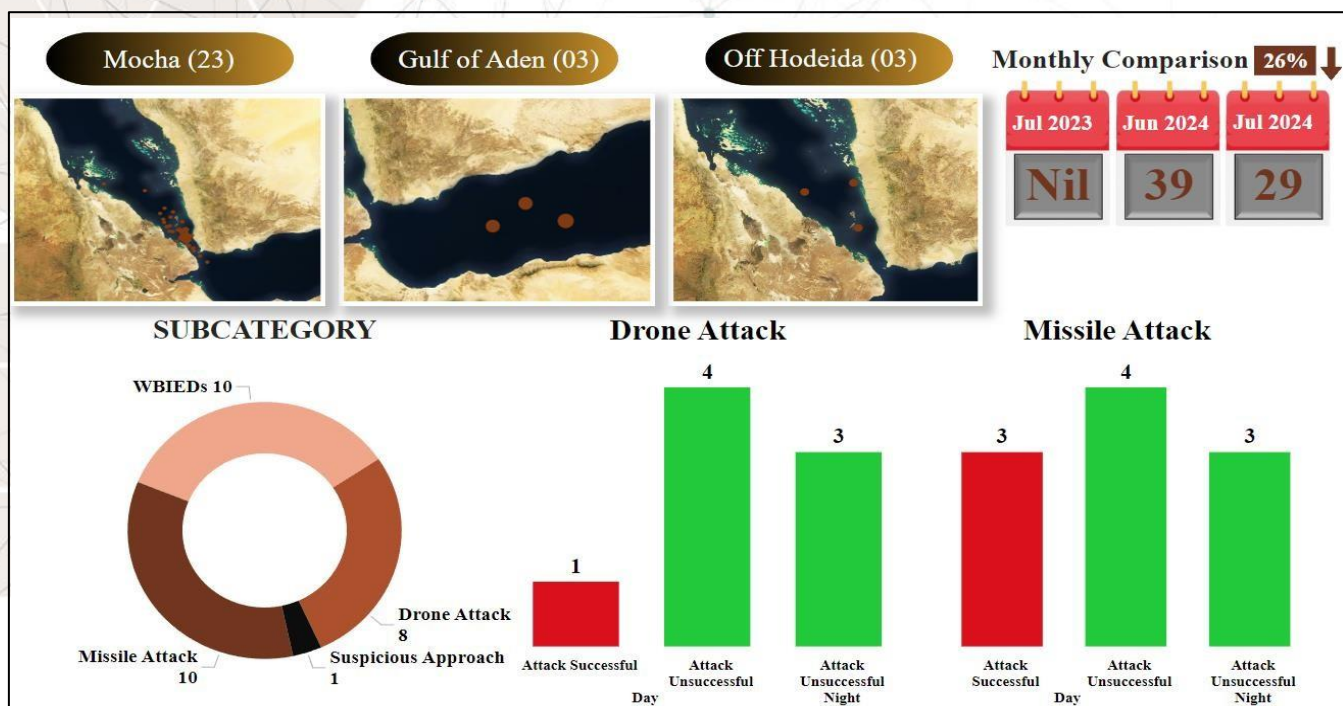 Mocha (23)
Gulf of Aden (03)
Off Hodeida (03)
Monthly Comparison 26%
Jul 2023
Jun 2024
Jul 2024
Nil
39
29
SUBCATEGORY
WBIEDs 10
Drone Attack
8
Suspicious Approach
1
Missile Attack
10
Drone Attack
1
4
3
Attack Successful
Attack
Unsuccessful
Attack
Unsuccessful
Day
Night
Missile Attack
3
4
3
Attack
Successful
Attack
Unsuccessful
Attack
Unsuccessful
Day
Night